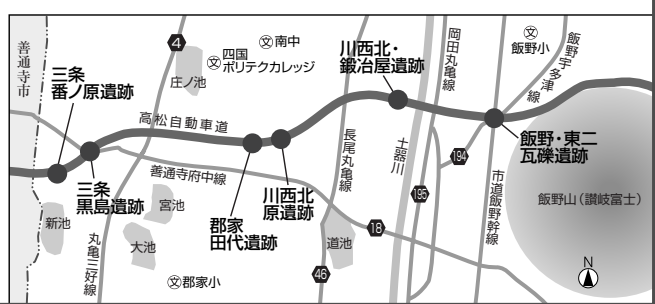 善通寺市
三条
番ノ原遺跡
三条
黒島遺跡
新池
丸亀三好線
4
庄ノ池
文四国
ポリテクカレッジ
文南中
高松自動車道
善通寺府中線
宮池
大池
文郡家小
郡家
田代遺跡
川西北
原遺跡
川西北・
鍛冶屋遺跡
長尾丸亀線
46
道池
18
土器川
岡田丸亀線
195
194
文
飯野小
飯野宇多津線
飯野・東二
瓦礫遺跡
市道飯野幹線
飯野山(讃岐富士)
N